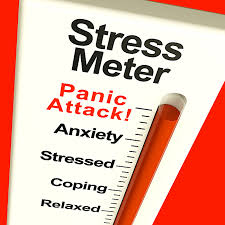 Stress
Meter
Panic
Attack!
Anxiety
Stressed
Coping
Relaxed